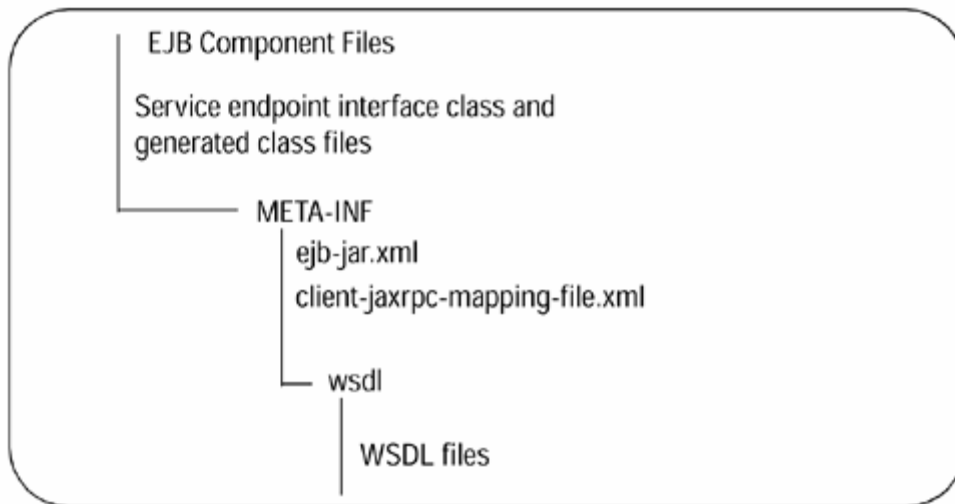 EJB Component Files
Service endpoint interface class and
generated class files
META-INF
ejb-jar.xml
client-jaxrpc-mapping-file.xml
wsdl
WSDL files